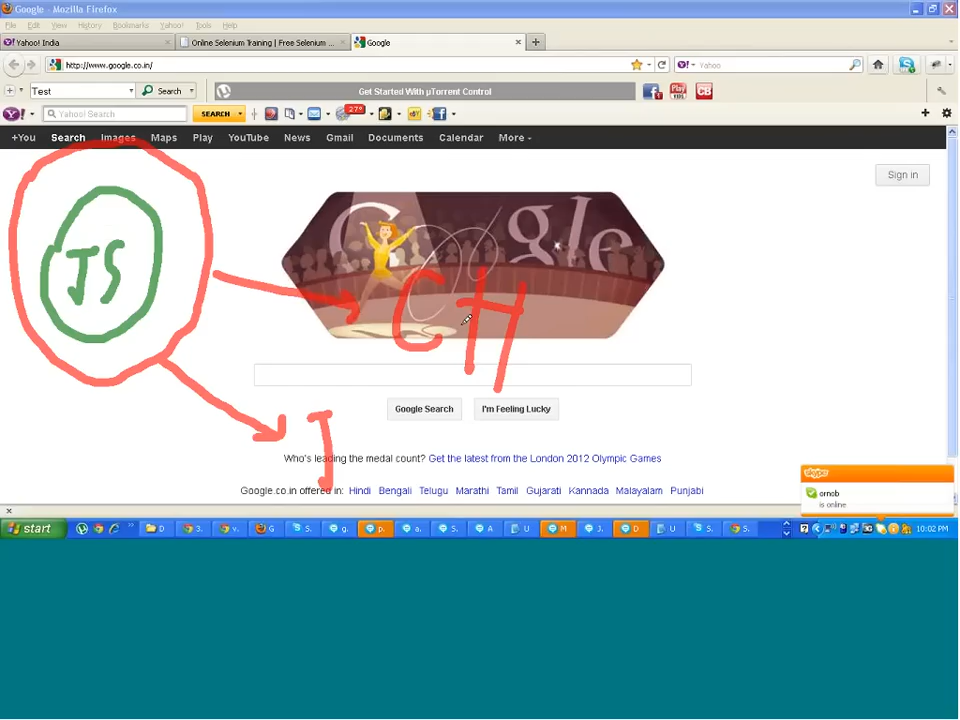 Google - Mozilla Firefox
File Edit View History Bookmarks Yahoo! Tools Help
Yahoo! India
Online Selenium Training | Free Selenium ...
Google
http://www.google.co.in/
Yahoo
Test
Search
Get Started With µTorrent Control
Yahoo! Search
SEARCH
27°
+You Search Images Maps Play YouTube News Gmail Documents Calendar More
Sign in
Google
JS
CH
I
Google Search
I'm Feeling Lucky
Who's leading the medal count? Get the latest from the London 2012 Olympic Games
Google.co.in offered in: Hindi Bengali Telugu Marathi Tamil Gujarati Kannada Malayalam Punjabi
skype
ornob
is online
start
10:02 PM